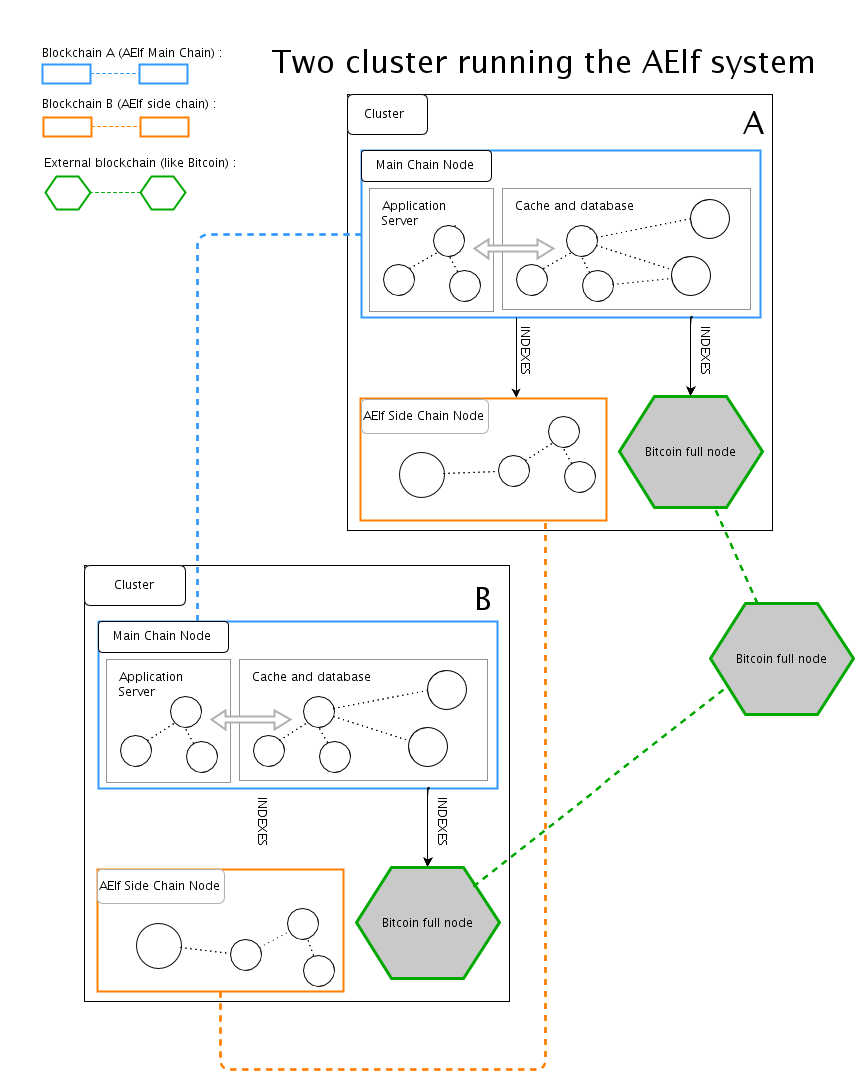 Two cluster running the AElf system
Blockchain A (AElf Main Chain) :
Blockchain B (AElf side chain) :
External blockchain (like Bitcoin) :
Cluster
A
Main Chain Node
Application
Server
Cache and database
INDEXES
INDEXES
AElf Side Chain Node
Bitcoin full node
Cluster
B
Main Chain Node
Application
Server
Cache and database
INDEXES
INDEXES
AElf Side Chain Node
Bitcoin full node
Bitcoin full node